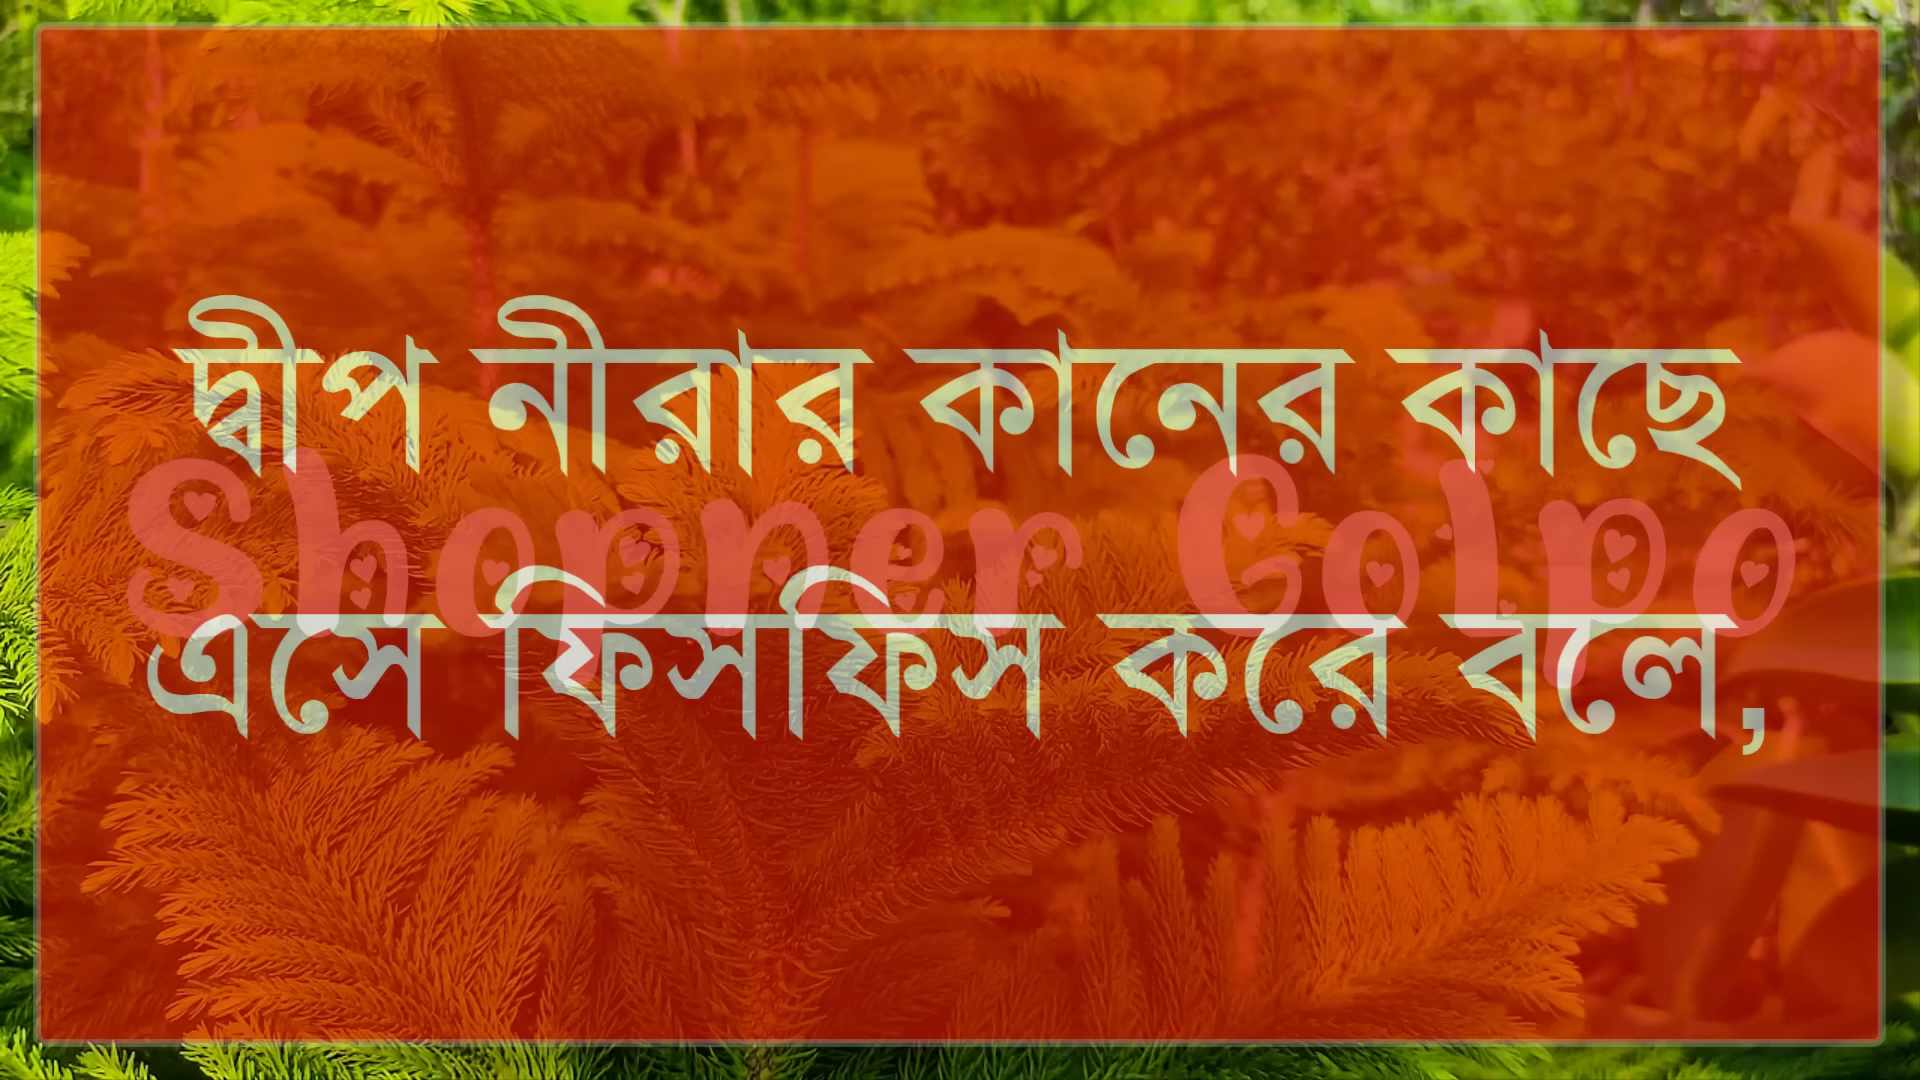 দ্বীপ নীরার কানের কাছে
Shopner Golpo
এসে ফিসফিস করে বলে,